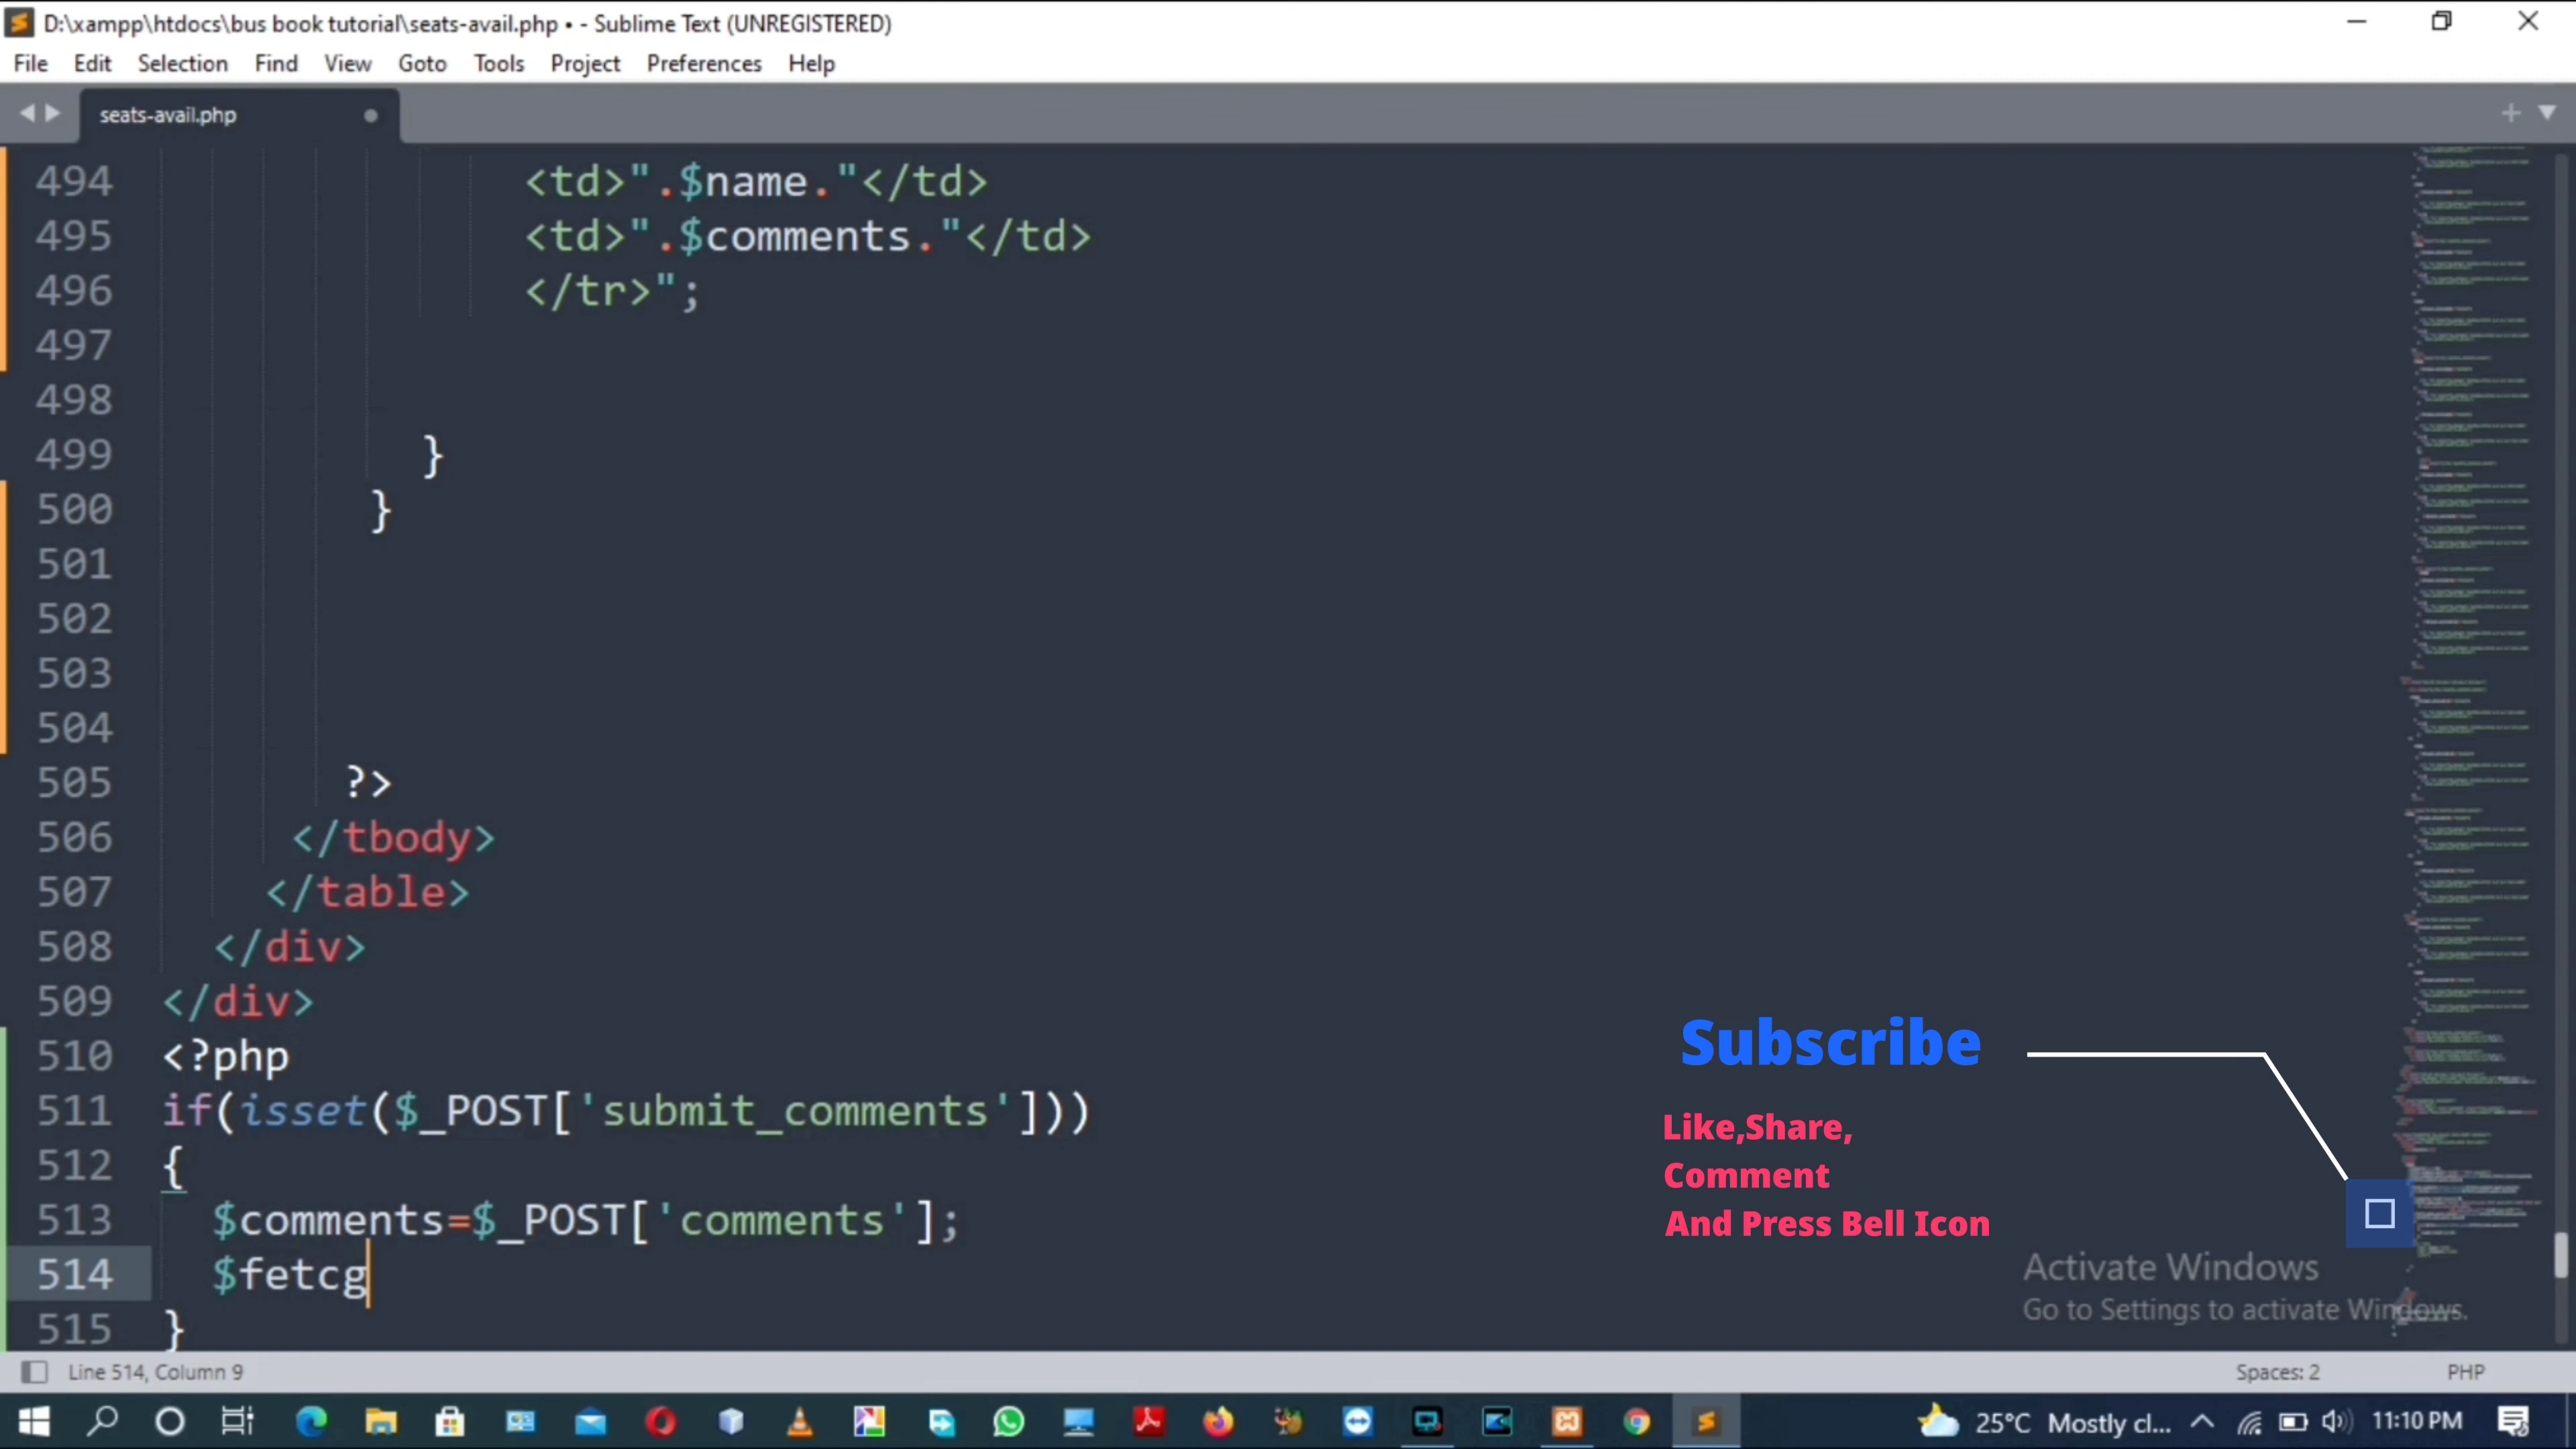 D:\xampp\htdocs\bus book tutorial\seats-avail.php • - Sublime Text (UNREGISTERED)
File Edit Selection Find View Goto Tools Project Preferences Help
seats-avail.php
494 <td>".$name."</td>
495 <td>".$comments."</td>
496 </tr>";
497
498
499 }
500 }
501
502
503
504
505 ?>
506 </tbody>
507 </table>
508 </div>
509 </div>
510 <?php
511 if(isset($_POST['submit_comments']))
512 {
513 $comments=$_POST['comments'];
514 $fetcg
515 }
Subscribe
Like,Share,
Comment
And Press Bell Icon
Activate Windows
Go to Settings to activate Windows.
Line 514, Column 9
Spaces: 2
PHP
25°C Mostly cl...
11:10 PM